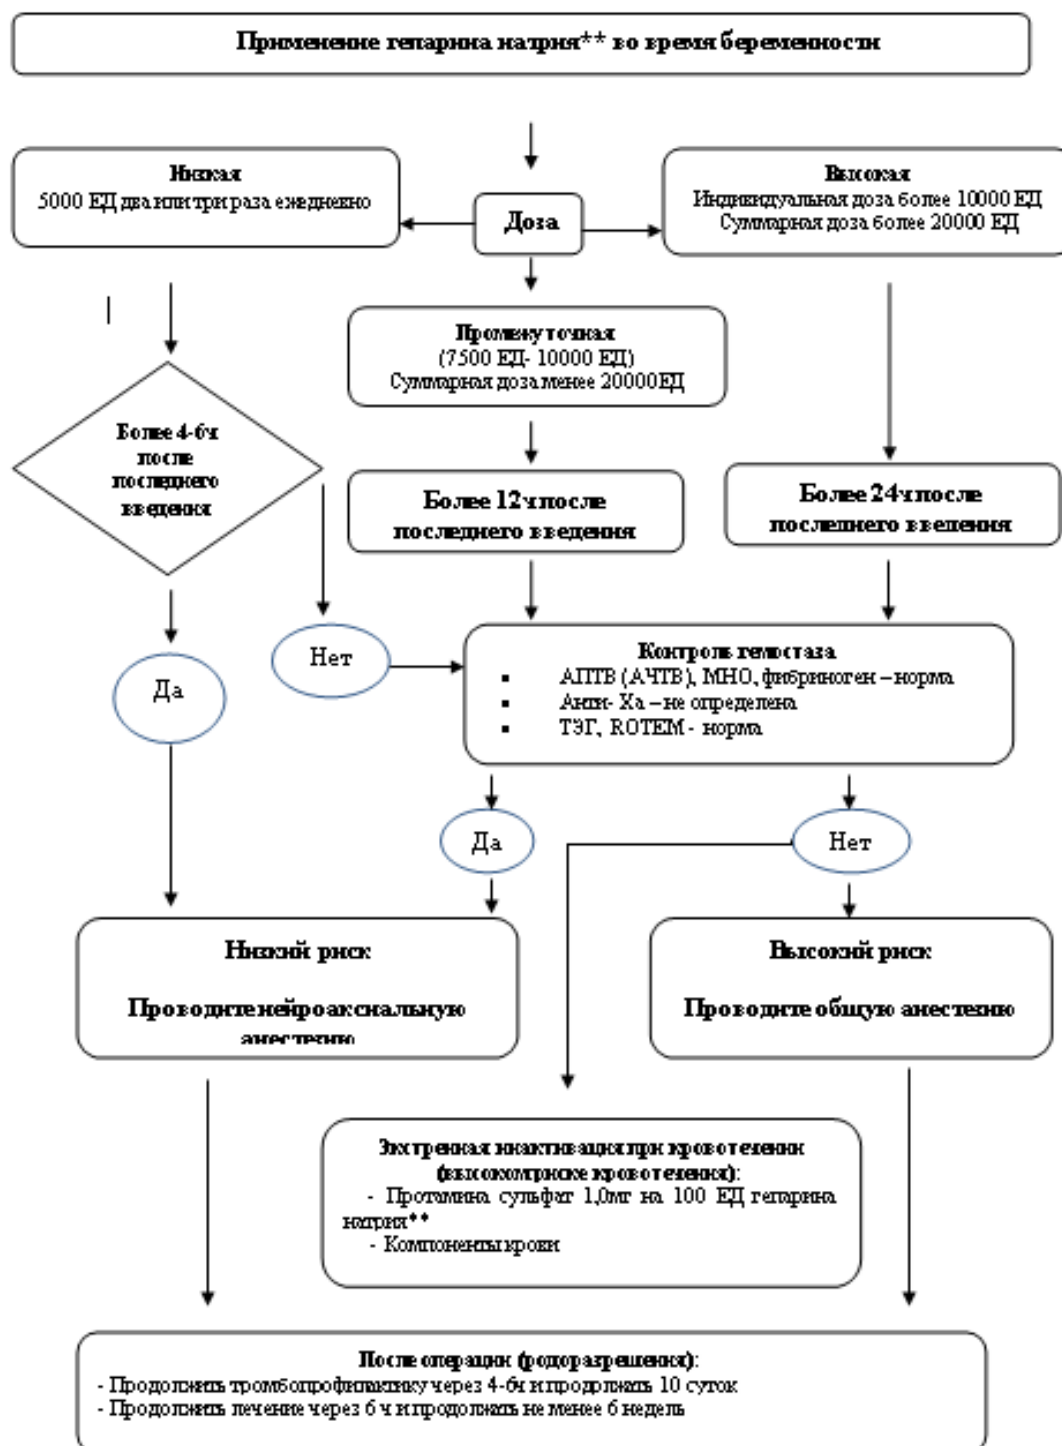 Применение гепарина натрия** во время беременности
Низкая
5000 ЕД два или три раза ежедневно
Доза
Высокая
Индивидуальная доза более 10000 ЕД
Суммарная доза более 20000 ЕД
Промежуточная
(7500 ЕД- 10000 ЕД)
Суммарная доза менее 20000ЕД
Более 4-6ч
после
последнего
введения
Более 12ч после
последнего введения
Более 24ч после
последнего введения
Да
Нет
Контроль гемостаза
▪ АПТВ (АЧТВ), МНО, фибриноген – норма
▪ Анти- Ха – не определена
▪ ТЭГ, ROTEM - норма
Да
Нет
Низкий риск
Проводите нейроаксиальную
анестезию
Высокий риск
Проводите общую анестезию
Экстренная инактивация при кровотечении
(высоком риске кровотечения):
- Протамина сульфат 1,0мг на 100 ЕД гепарина
натрия**
- Компоненты крови
После операции (родоразрешения):
- Продолжить тромбопрофилактику через 4-6ч и продолжать 10 суток
- Продолжить лечение через 6 ч и продолжать не менее 6 недель